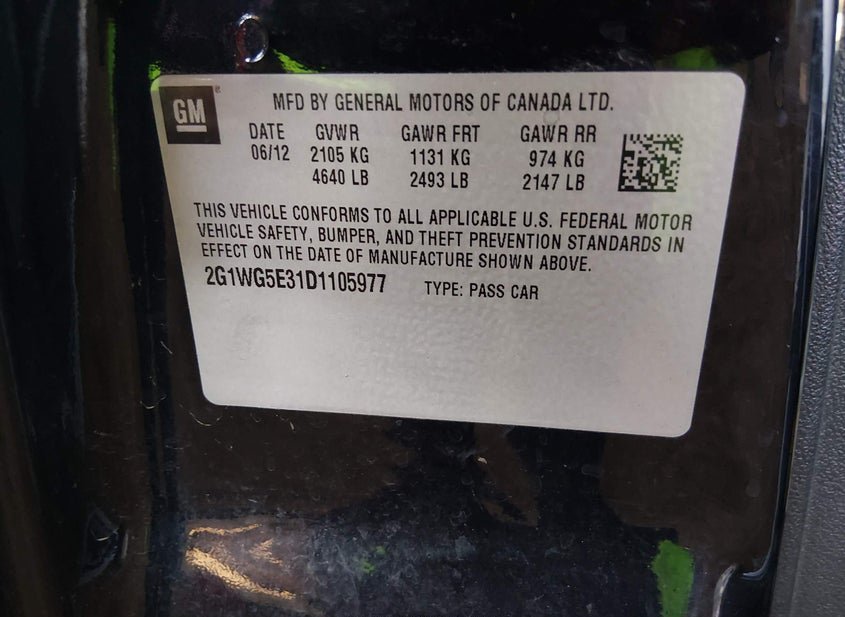 GM ® MFD BY GENERAL MOTORS OF CANADA LTD.
DATE GVWR GAWR FRT GAWR RR
06/12 2105 KG 1131 KG 974 KG
4640 LB 2493 LB 2147 LB
THIS VEHICLE CONFORMS TO ALL APPLICABLE U.S. FEDERAL MOTOR
VEHICLE SAFETY, BUMPER, AND THEFT PREVENTION STANDARDS IN
EFFECT ON THE DATE OF MANUFACTURE SHOWN ABOVE.
2G1WG5E31D1105977 TYPE: PASS CAR